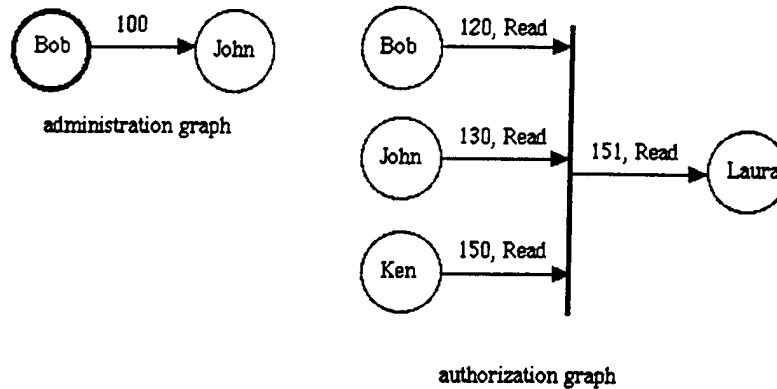 Bob
100
John
administration graph
Bob
120, Read
John
130, Read
151, Read
Laura
Ken
150, Read
authorization graph